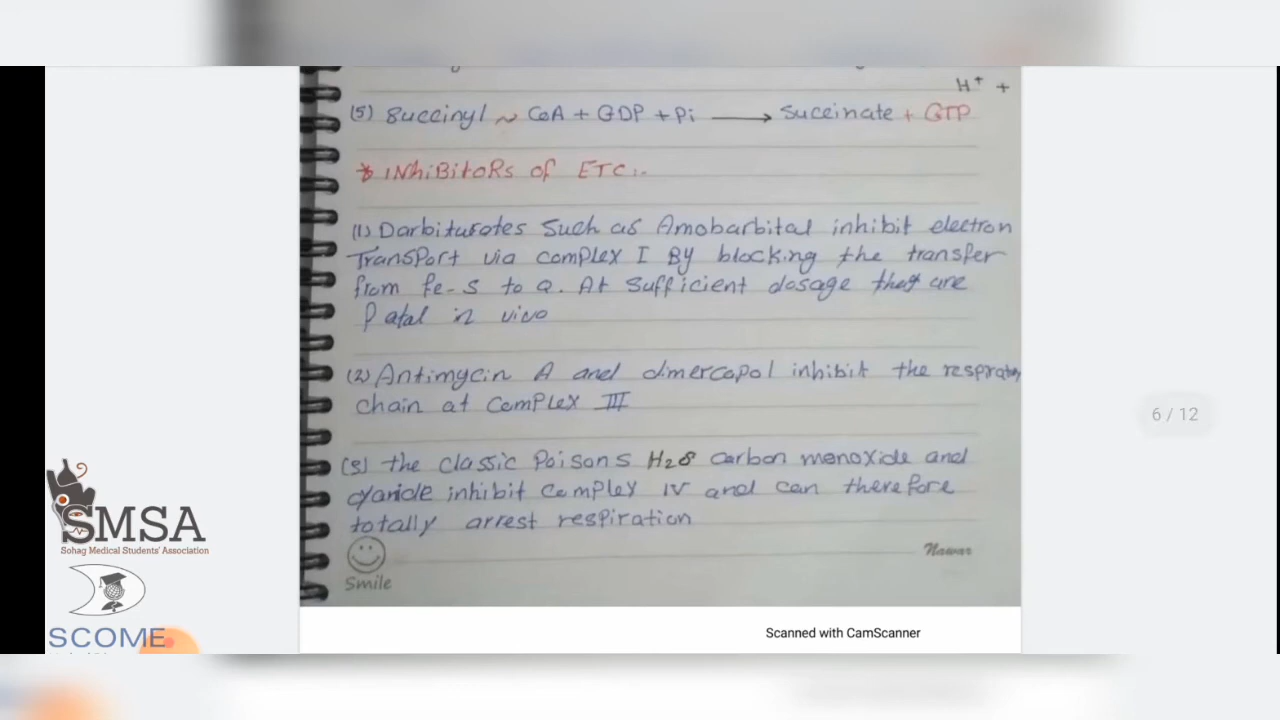 H⁺ +
(5) Succinyl ~ CoA + GDP + Pi ⟶ Succinate + GTP
* INHiBitoRs of ETC:-
(1) Darbiturates such as Amobarbital inhibit electron
Transport via complex I By blocking the transfer
from fe-S to Q. At sufficient dosage they are
fatal in vivo
(2) Antimycin A and dimercapol inhibit the respratory
chain at complex III
(3) the classic Poisons H2S carbon monoxide and
cyanide inhibit complex IV and can therefore
totally arrest respiration
Nawar
Smile
Scanned with CamScanner
6 / 12
SMSA
Sohag Medical Students' Association
SCOME